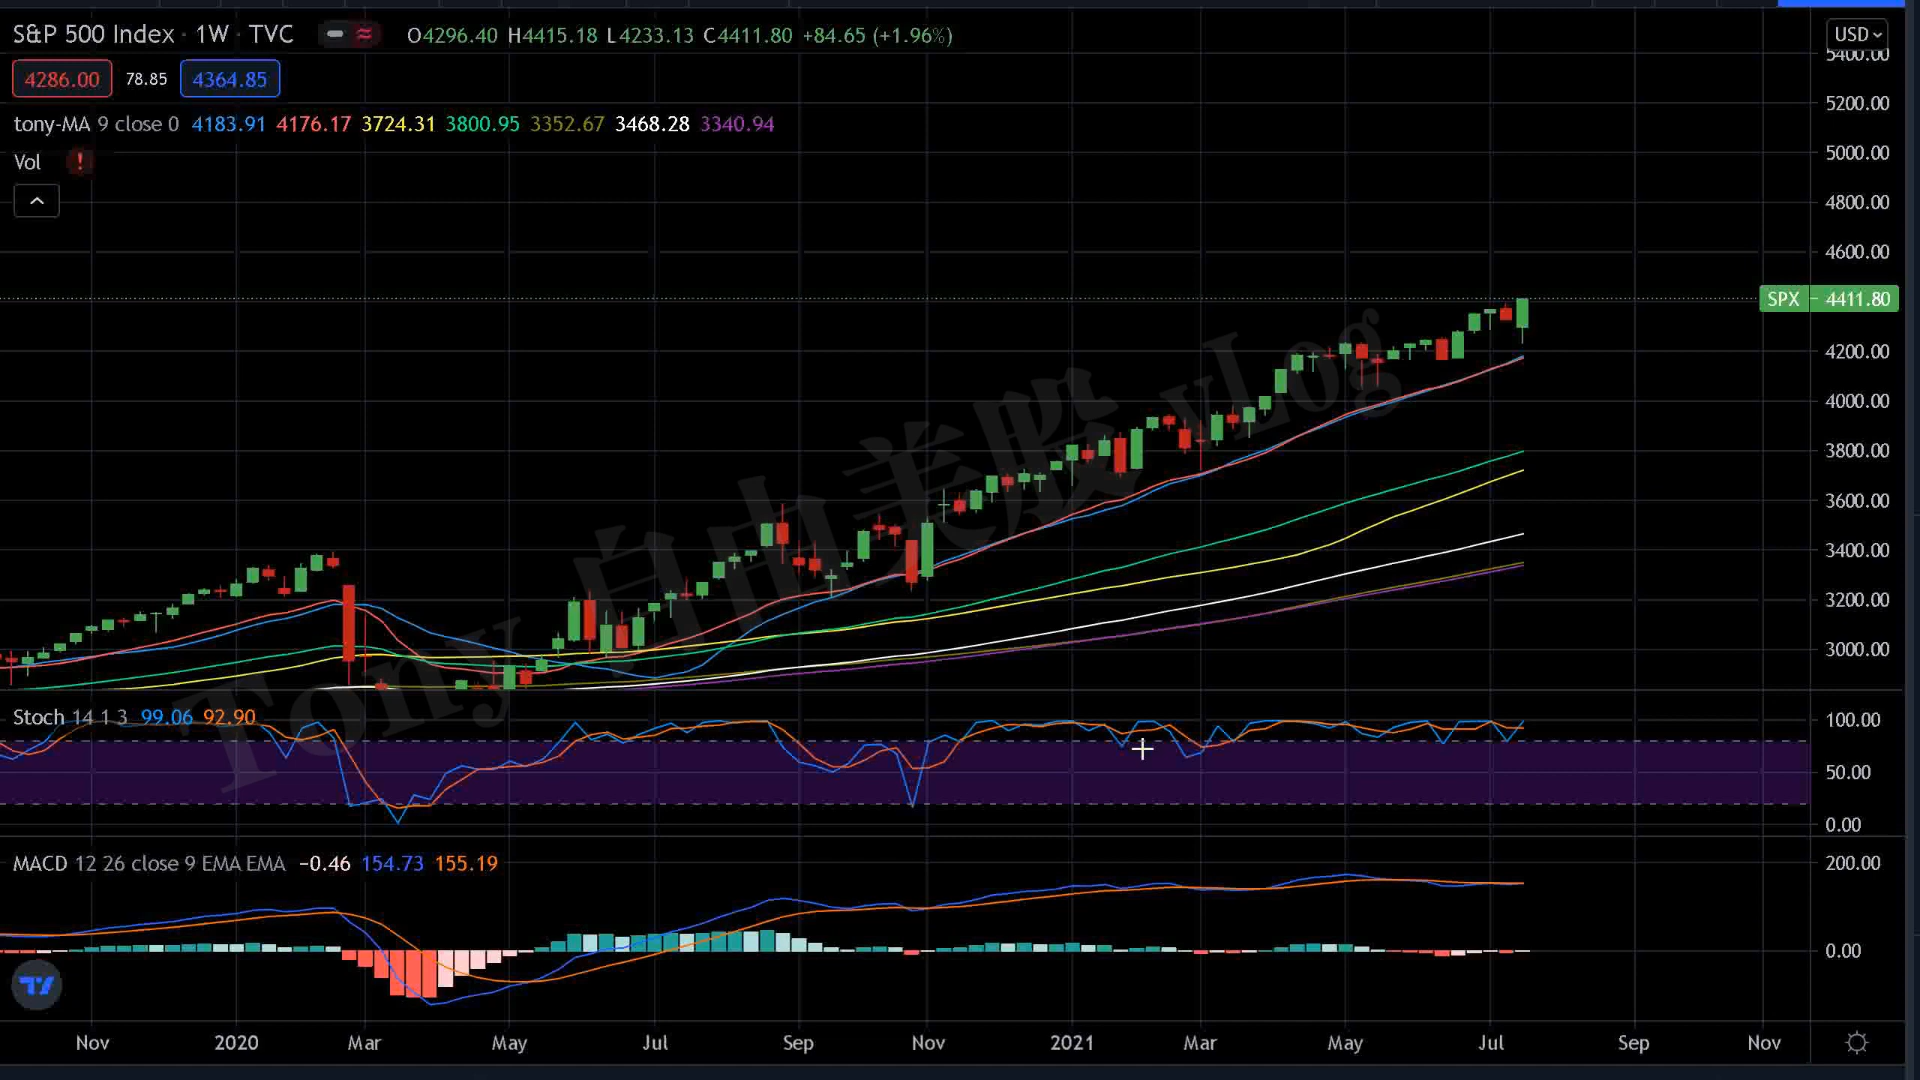 S&P 500 Index · 1W · TVC O4296.40 H4415.18 L4233.13 C4411.80 +84.65 (+1.96%)
USD
4286.00 78.85 4364.85
tony-MA 9 close 0 4183.91 4176.17 3724.31 3800.95 3352.67 3468.28 3340.94
Vol !
5400.00
5200.00
5000.00
4800.00
4600.00
SPX 4411.80
4200.00
4000.00
3800.00
3600.00
3400.00
3200.00
3000.00
Tony 自由美股 vLog
Stoch 14 1 3 99.06 92.90
100.00
50.00
0.00
MACD 12 26 close 9 EMA EMA −0.46 154.73 155.19
200.00
0.00
Nov 2020 Mar May Jul Sep Nov 2021 Mar May Jul Sep Nov